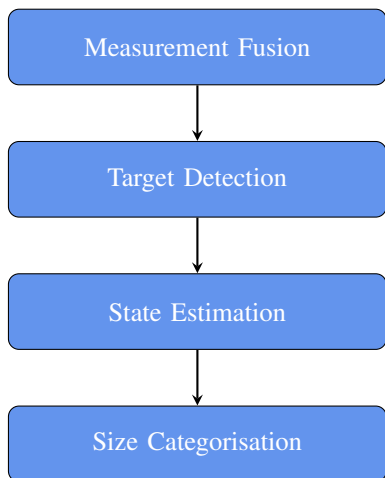 Measurement Fusion
Target Detection
State Estimation
Size Categorisation